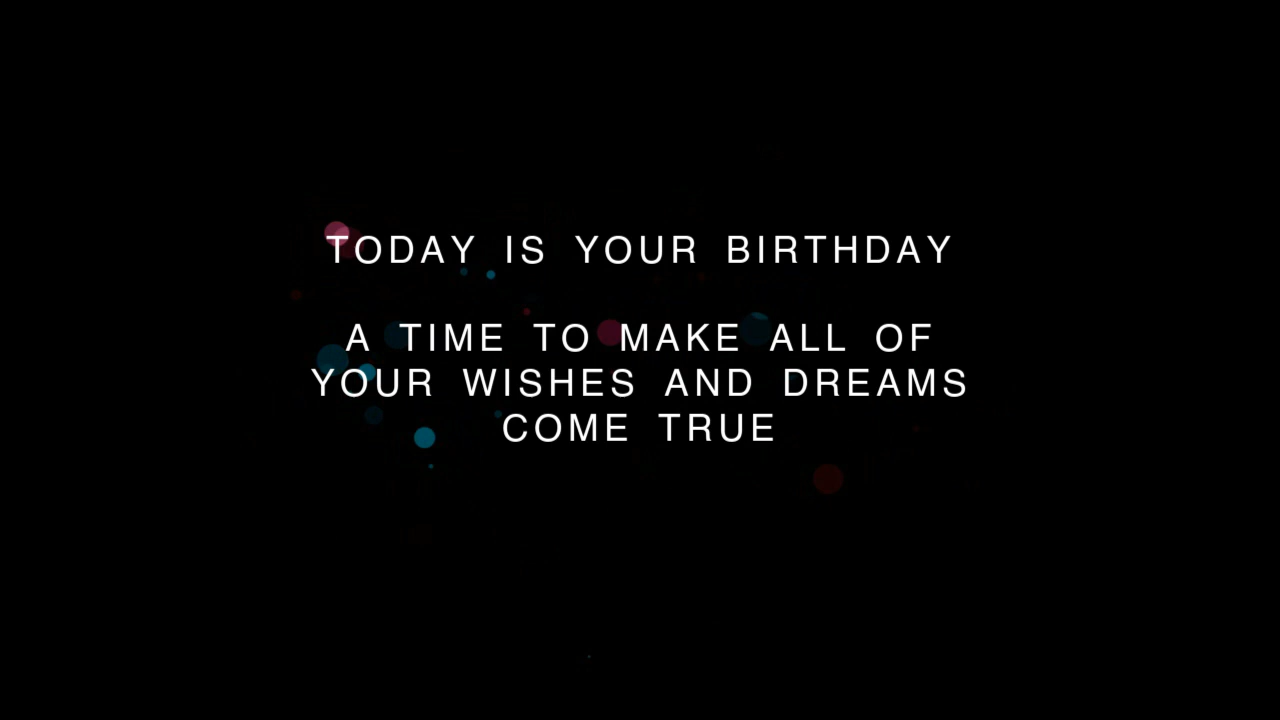 TODAY IS YOUR BIRTHDAY
A TIME TO MAKE ALL OF
YOUR WISHES AND DREAMS
COME TRUE